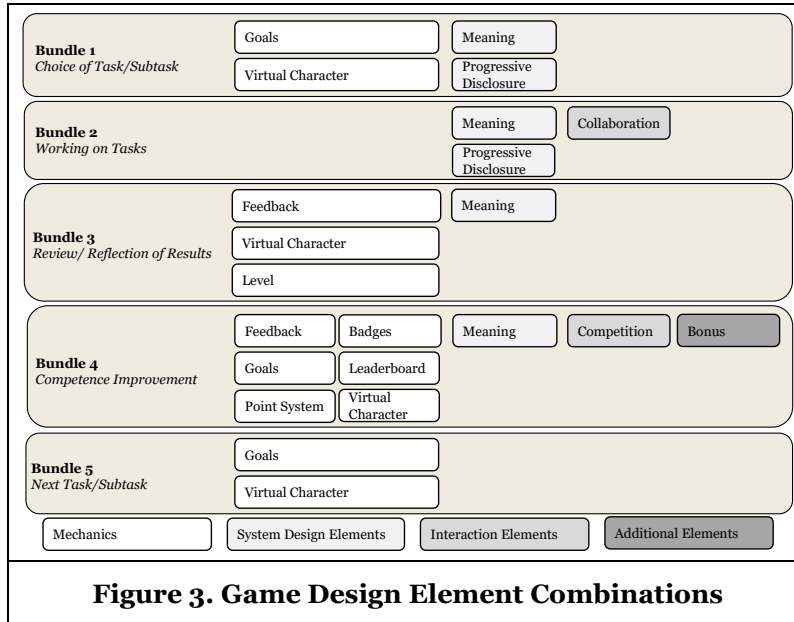 Bundle 1
Choice of Task/Subtask
Goals
Meaning
Virtual Character
Progressive
Disclosure
Bundle 2
Working on Tasks
Meaning
Collaboration
Progressive
Disclosure
Bundle 3
Review/ Reflection of Results
Feedback
Meaning
Virtual Character
Level
Bundle 4
Competence Improvement
Feedback
Badges
Meaning
Competition
Bonus
Goals
Leaderboard
Point System
Virtual
Character
Bundle 5
Next Task/Subtask
Goals
Virtual Character
Mechanics
System Design Elements
Interaction Elements
Additional Elements
Figure 3. Game Design Element Combinations